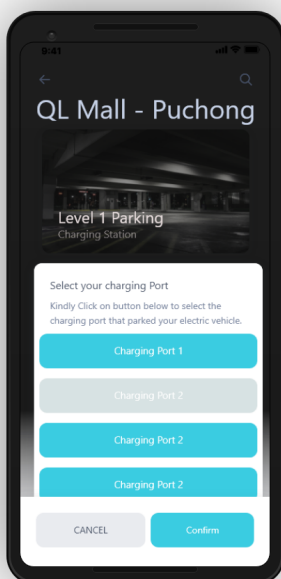 9:41
QL Mall - Puchong
Level 1 Parking
Charging Station
Select your charging Port
Kindly Click on button below to select the
charging port that parked your electric vehicle.
Charging Port 1
Charging Port 2
Charging Port 2
Charging Port 2
CANCEL
Confirm